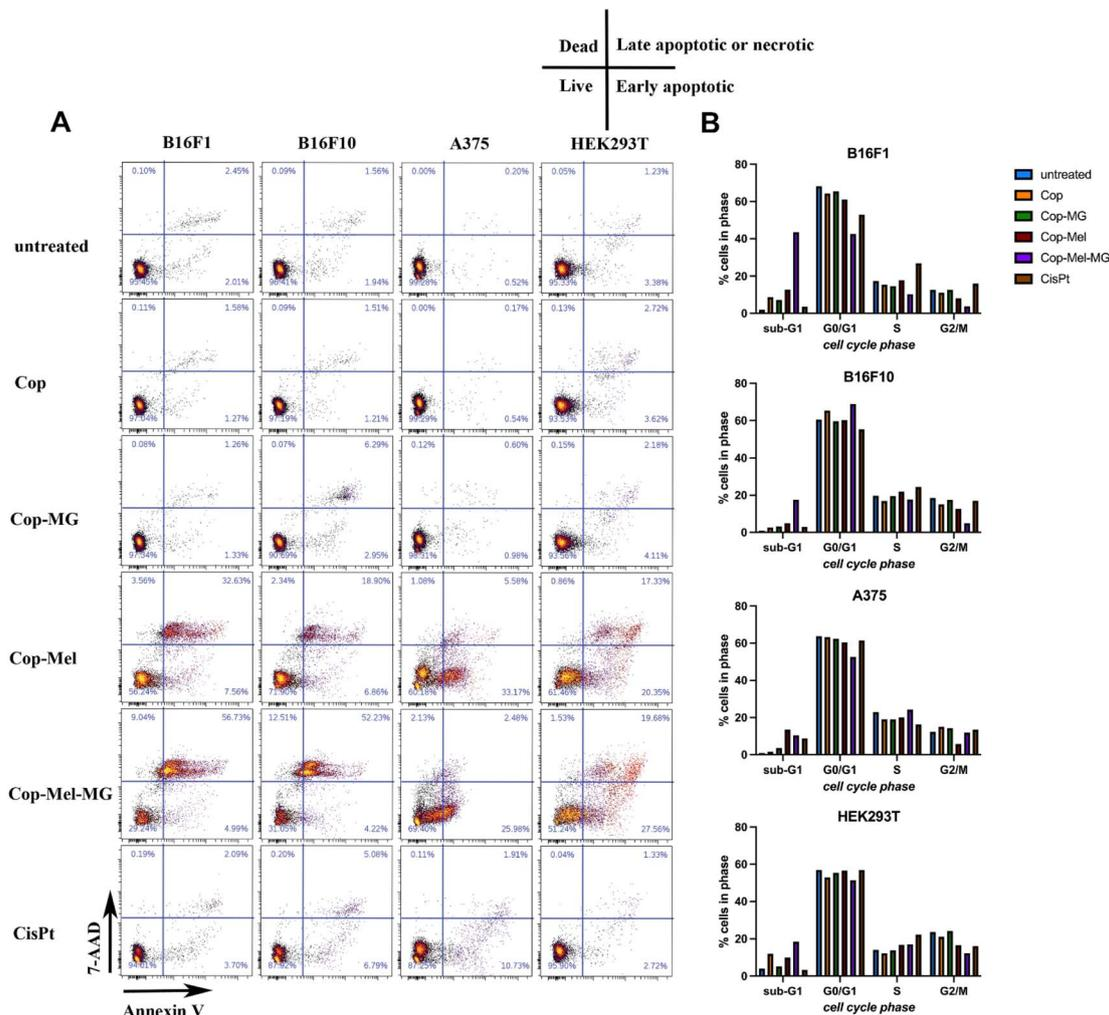 Dead Late apoptotic or necrotic
Live Early apoptotic
A
B16F1 B16F10 A375 HEK293T
untreated
0.10% 2.45% 0.09% 1.56% 0.00% 0.20% 0.05% 1.23%
95.45% 2.01% 96.41% 1.94% 99.28% 0.52% 95.33% 3.38%
Cop
0.11% 1.58% 0.09% 1.51% 0.00% 0.17% 0.13% 2.72%
97.04% 1.27% 97.19% 1.21% 99.29% 0.54% 93.53% 3.62%
Cop-MG
0.08% 1.26% 0.07% 6.29% 0.12% 0.60% 0.15% 2.18%
97.34% 1.33% 90.69% 2.95% 98.31% 0.98% 93.56% 4.11%
Cop-Mel
3.56% 32.63% 2.34% 18.90% 1.08% 5.58% 0.86% 17.33%
56.24% 7.56% 71.90% 6.86% 60.18% 33.17% 61.46% 20.35%
Cop-Mel-MG
9.04% 56.73% 12.51% 52.23% 2.13% 2.48% 1.53% 19.68%
29.24% 4.99% 31.05% 4.22% 69.40% 25.98% 51.24% 27.56%
CisPt
0.19% 2.09% 0.20% 5.08% 0.11% 1.91% 0.04% 1.33%
94.01% 3.70% 87.92% 6.79% 87.25% 10.73% 95.90% 2.72%
7-AAD
Annexin V
B
B16F1
% cells in phase
80
60
40
20
0
sub-G1 G0/G1 S G2/M
cell cycle phase
untreated
Cop
Cop-MG
Cop-Mel
Cop-Mel-MG
CisPt
B16F10
% cells in phase
80
60
40
20
0
sub-G1 G0/G1 S G2/M
cell cycle phase
A375
% cells in phase
80
60
40
20
0
sub-G1 G0/G1 S G2/M
cell cycle phase
HEK293T
% cells in phase
80
60
40
20
0
sub-G1 G0/G1 S G2/M
cell cycle phase